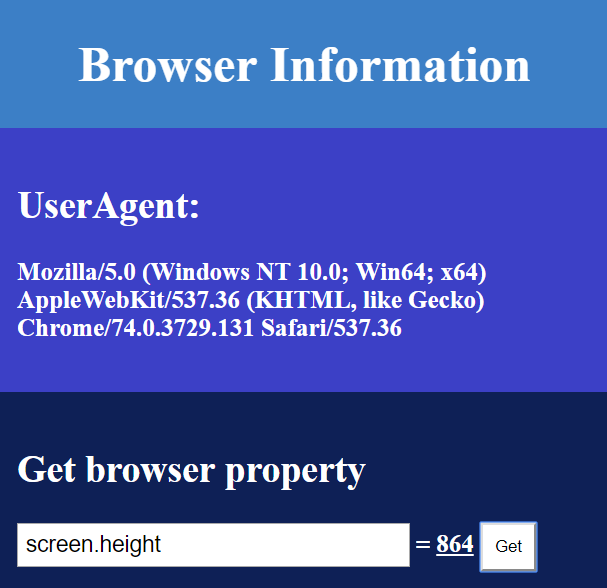 Browser Information
UserAgent:
Mozilla/5.0 (Windows NT 10.0; Win64; x64)
AppleWebKit/537.36 (KHTML, like Gecko)
Chrome/74.0.3729.131 Safari/537.36
Get browser property
screen.height = 864 Get